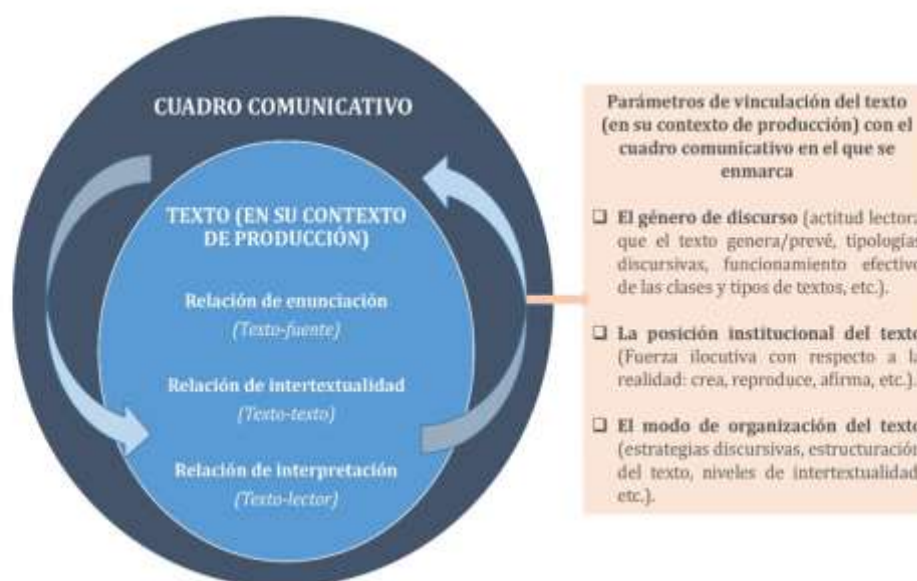 CUADRO COMUNICATIVO
TEXTO (EN SU CONTEXTO
DE PRODUCCIÓN)
Relación de enunciación
(Texto-fuente)
Relación de intertextualidad
(Texto-texto)
Relación de interpretación
(Texto-lector)
Parámetros de vinculación del texto
(en su contexto de producción) con el
cuadro comunicativo en el que se
enmarca
❑ El género de discurso (actitud lectora
que el texto genera/prevé, tipologías
discursivas, funcionamiento efectivo
de las clases y tipos de textos, etc.).
❑ La posición institucional del texto
(Fuerza ilocutiva con respecto a la
realidad: crea, reproduce, afirma, etc.).
❑ El modo de organización del texto
(estrategias discursivas, estructuración
del texto, niveles de intertextualidad,
etc.).